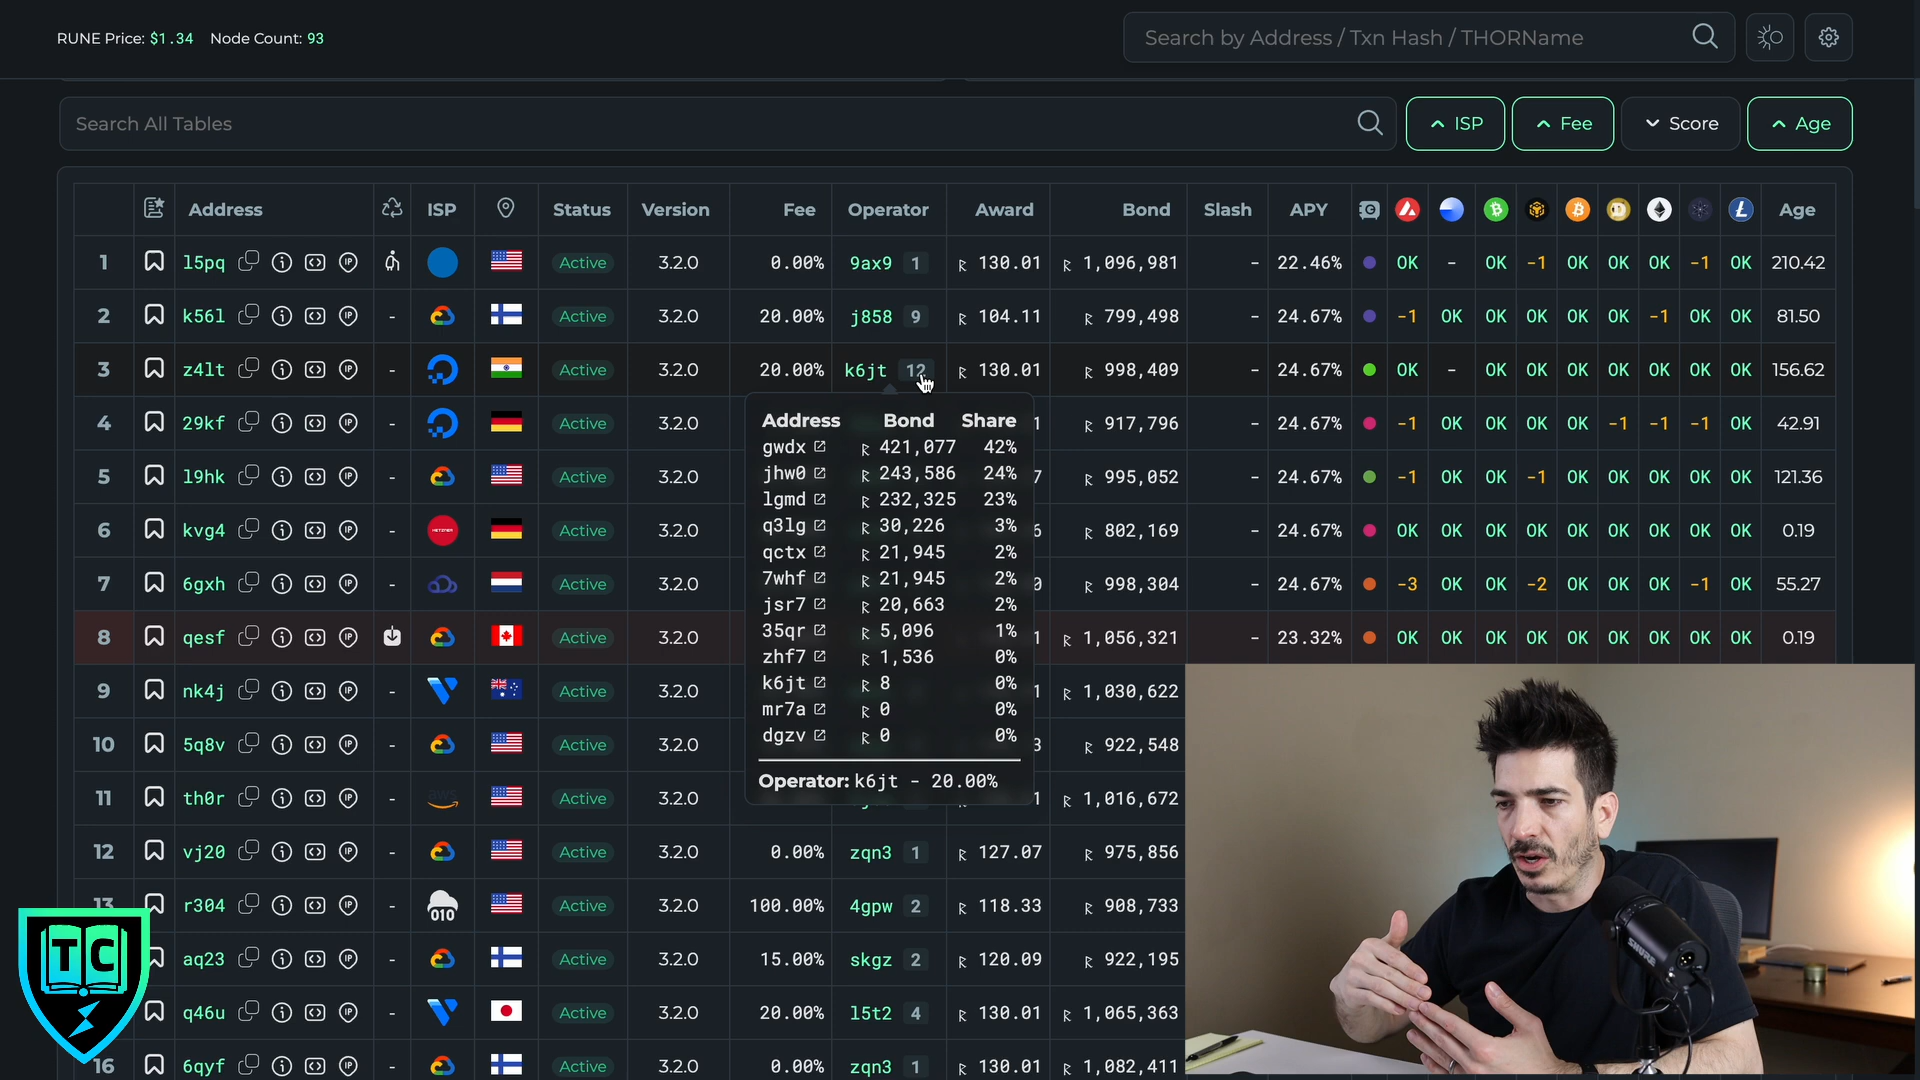 RUNE Price: $1.34 Node Count: 93
Search by Address / Txn Hash / THORName
Search All Tables
ISP Fee Score Age
Address ISP Status Version Fee Operator Award Bond Slash APY Age
1 l5pq Active 3.2.0 0.00% 9ax9 1 ᚱ 130.01 ᚱ 1,096,981 - 22.46% OK - OK -1 OK OK OK -1 OK 210.42
2 k56l - Active 3.2.0 20.00% j858 9 ᚱ 104.11 ᚱ 799,498 - 24.67% -1 OK OK OK OK OK -1 OK OK 81.50
3 z4lt - Active 3.2.0 20.00% k6jt 12 ᚱ 130.01 ᚱ 998,409 - 24.67% OK - OK OK OK OK OK OK OK 156.62
4 29kf - Active 3.2.0 1 ᚱ 917,796 - 24.67% -1 OK OK OK OK -1 -1 -1 OK 42.91
5 l9hk - Active 3.2.0 7 ᚱ 995,052 - 24.67% -1 OK OK -1 OK OK OK OK OK 121.36
6 kvg4 - HETZNER Active 3.2.0 6 ᚱ 802,169 - 24.67% OK OK OK OK OK OK OK OK OK 0.19
7 6gxh - Active 3.2.0 0 ᚱ 998,304 - 24.67% -3 OK OK -2 OK OK OK -1 OK 55.27
8 qesf Active 3.2.0 1 ᚱ 1,056,321 - 23.32% OK OK OK OK OK OK OK OK OK 0.19
9 nk4j - Active 3.2.0 1 ᚱ 1,030,622
10 5q8v - Active 3.2.0 3 ᚱ 922,548
11 th0r - aws Active 3.2.0 1 ᚱ 1,016,672
12 vj20 - Active 3.2.0 0.00% zqn3 1 ᚱ 127.07 ᚱ 975,856
13 r304 - 010 Active 3.2.0 100.00% 4gpw 2 ᚱ 118.33 ᚱ 908,733
aq23 - Active 3.2.0 15.00% skgz 2 ᚱ 120.09 ᚱ 922,195
q46u - Active 3.2.0 20.00% l5t2 4 ᚱ 130.01 ᚱ 1,065,363
16 6qyf - Active 3.2.0 0.00% zqn3 1 ᚱ 130.01 ᚱ 1,082,411
Address Bond Share
gwdx ᚱ 421,077 42%
jhw0 ᚱ 243,586 24%
lgmd ᚱ 232,325 23%
q3lg ᚱ 30,226 3%
qctx ᚱ 21,945 2%
7whf ᚱ 21,945 2%
jsr7 ᚱ 20,663 2%
35qr ᚱ 5,096 1%
zhf7 ᚱ 1,536 0%
k6jt ᚱ 8 0%
mr7a ᚱ 0 0%
dgzv ᚱ 0 0%
Operator: k6jt - 20.00%
TC
SHURE